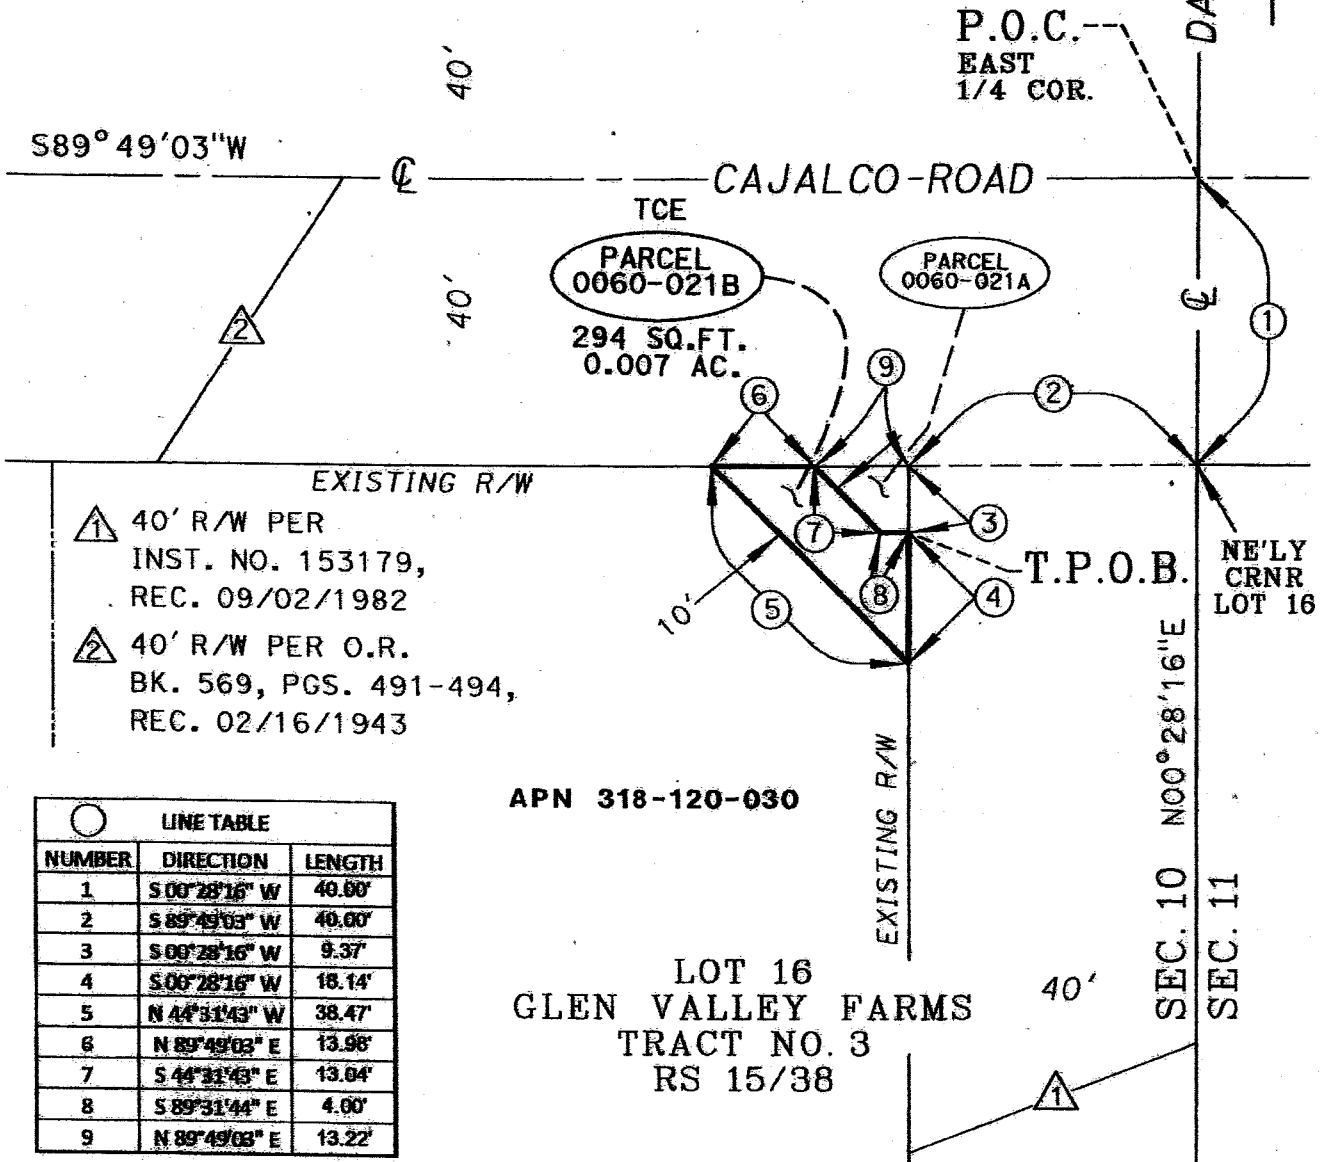 P.O.C.
EAST
1/4 COR.
DA
40'
S89°49'03"W
℄
CAJALCO ROAD
TCE
PARCEL
0060-021B
294 SQ.FT.
0.007 AC.
PARCEL
0060-021A
40'
℄
1
2
2
9
6
EXISTING R/W
7
3
8
4
5
10'
T.P.O.B.
NE'LY
CRNR
LOT 16
1 40' R/W PER
INST. NO. 153179,
REC. 09/02/1982
2 40' R/W PER O.R.
BK. 569, PGS. 491-494,
REC. 02/16/1943
N00°28'16"E
EXISTING R/W
APN 318-120-030
LINE TABLE
NUMBER DIRECTION LENGTH
1 S 00°28'16" W 40.00'
2 S 89°49'03" W 40.00'
3 S 00°28'16" W 9.37'
4 S 00°28'16" W 18.14'
5 N 44°31'43" W 38.47'
6 N 89°49'03" E 13.98'
7 S 44°31'43" E 13.04'
8 S 89°31'44" E 4.00'
9 N 89°49'03" E 13.22'
LOT 16
GLEN VALLEY FARMS
TRACT NO. 3
RS 15/38
40'
SEC. 10
SEC. 11
1